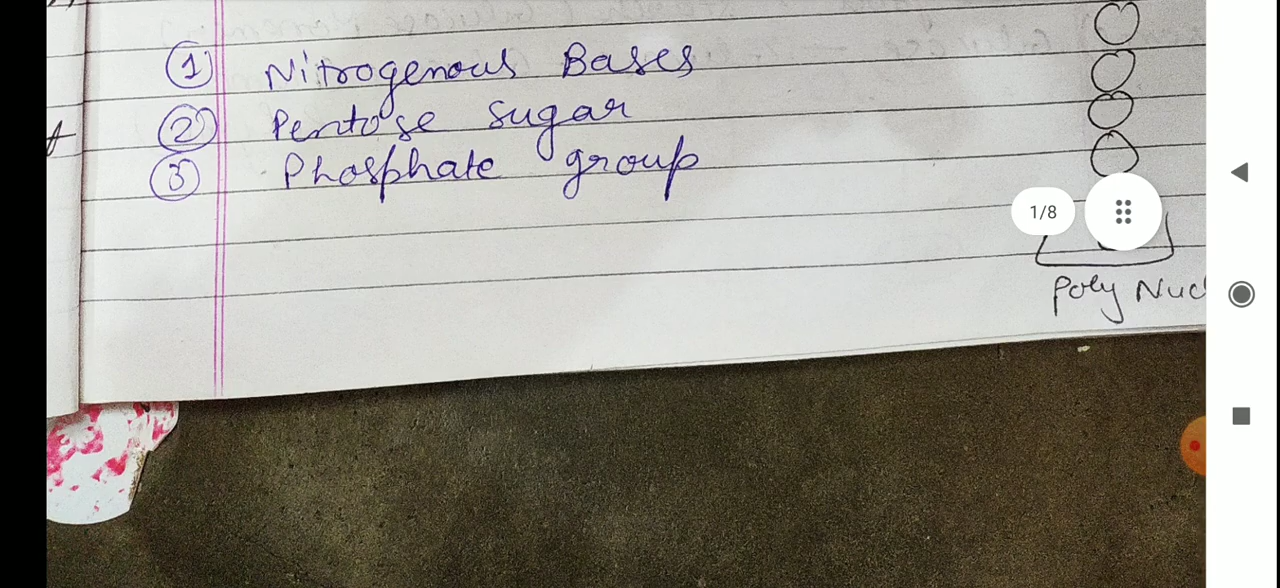 ① Nitrogenous Bases
② Pentose sugar
③ Phosphate group
1/8
Poly Nuc